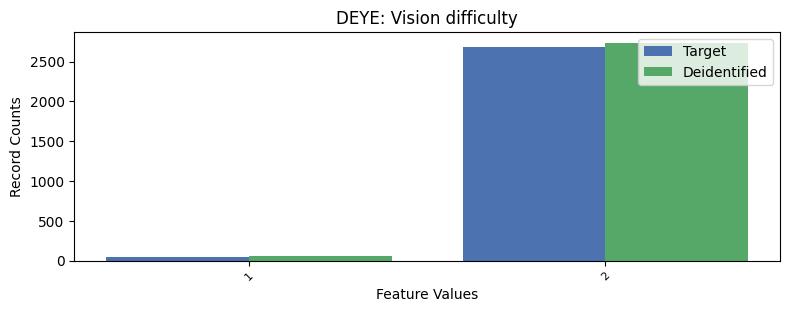 DEYE: Vision difficulty
Target
Deidentified
Record Counts
2500
2000
1500
1000
500
0
1
2
Feature Values